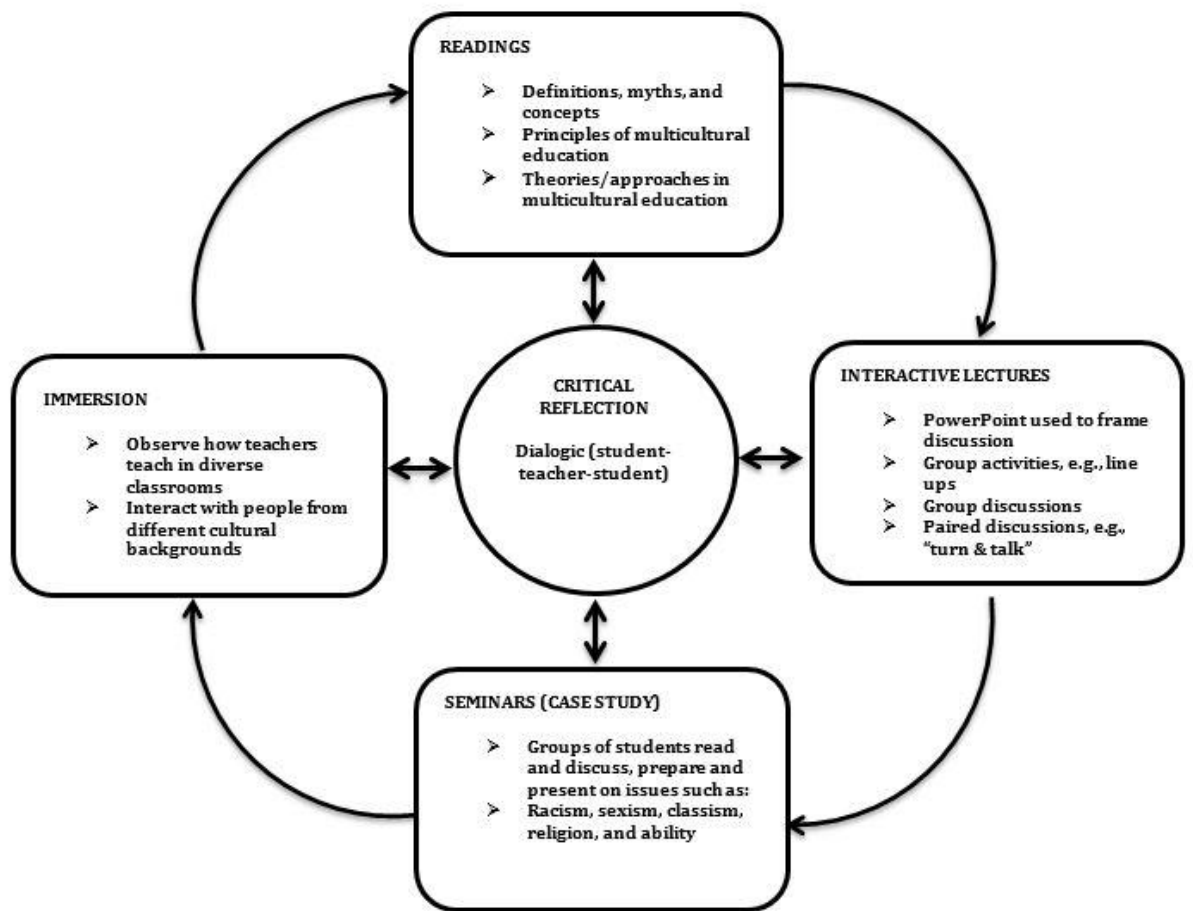 READINGS
➢ Definitions, myths, and
concepts
➢ Principles of multicultural
education
➢ Theories/approaches in
multicultural education
INTERACTIVE LECTURES
➢ PowerPoint used to frame
discussion
➢ Group activities, e.g., line
ups
➢ Group discussions
➢ Paired discussions, e.g.,
“turn & talk”
SEMINARS (CASE STUDY)
➢ Groups of students read
and discuss, prepare and
present on issues such as:
➢ Racism, sexism, classism,
religion, and ability
IMMERSION
➢ Observe how teachers
teach in diverse
classrooms
➢ Interact with people from
different cultural
backgrounds
CRITICAL
REFLECTION
Dialogic (student-
teacher-student)